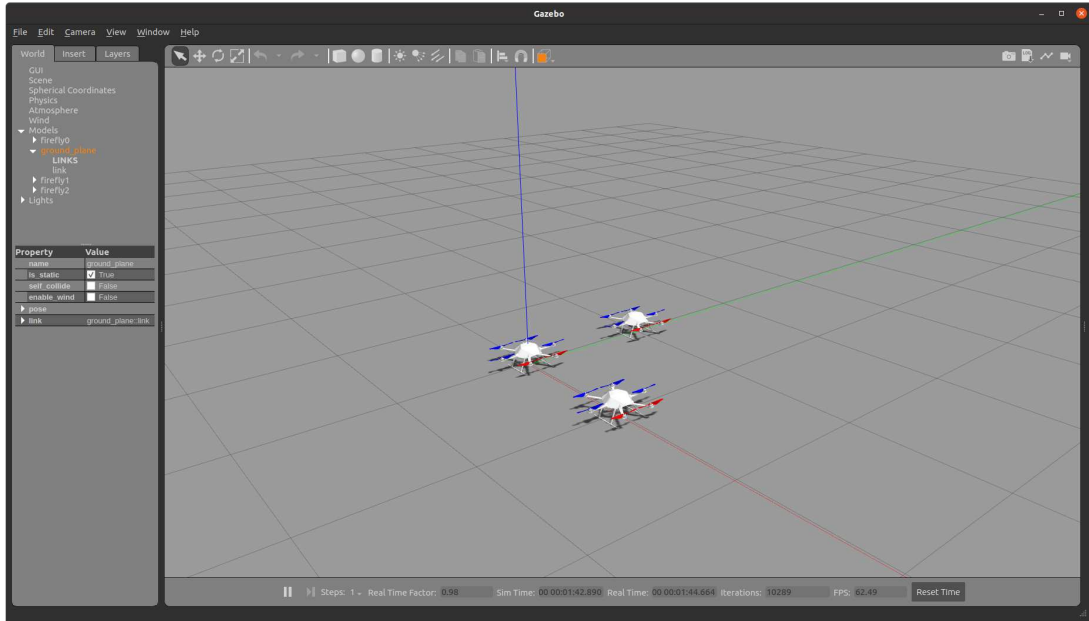 Gazebo
File Edit Camera View Window Help
World Insert Layers
GUI
Scene
Spherical Coordinates
Physics
Atmosphere
Wind
Models
firefly0
ground_plane
LINKS
link
firefly1
firefly2
Lights
Property Value
name ground_plane
is_static True
self_collide False
enable_wind False
pose
link ground_plane::link
Steps: 1 Real Time Factor: 0.98 Sim Time: 00 00:01:42.890 Real Time: 00 00:01:44.664 Iterations: 10289 FPS: 62.49 Reset Time